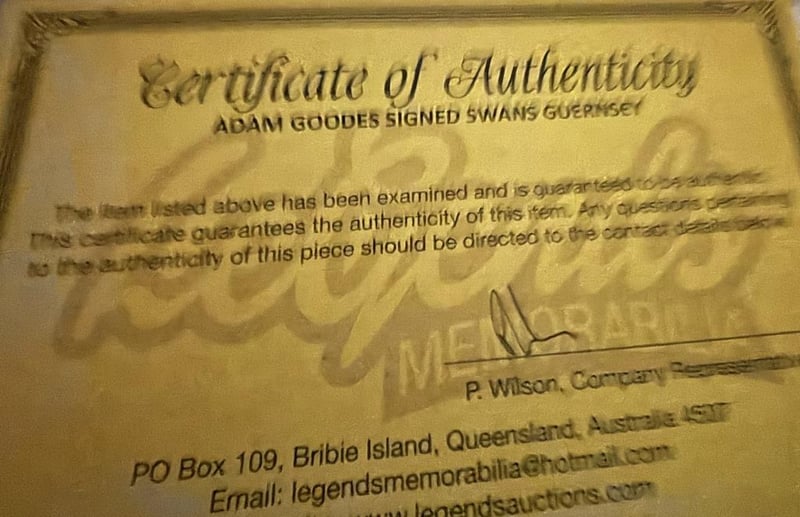 Certificate of Authenticity
ADAM GOODES SIGNED SWANS GUERNSEY
The item listed above has been examined and is guaranteed to be authentic.
This certificate guarantees the authenticity of this item. Any questions pertaining
to the authenticity of this piece should be directed to the contact details below.
Legends
MEMORABILIA
P. Wilson, Company Representative
PO Box 109, Bribie Island, Queensland, Australia 4507
Email: legendsmemorabilia@hotmail.com
www.legendsauctions.com